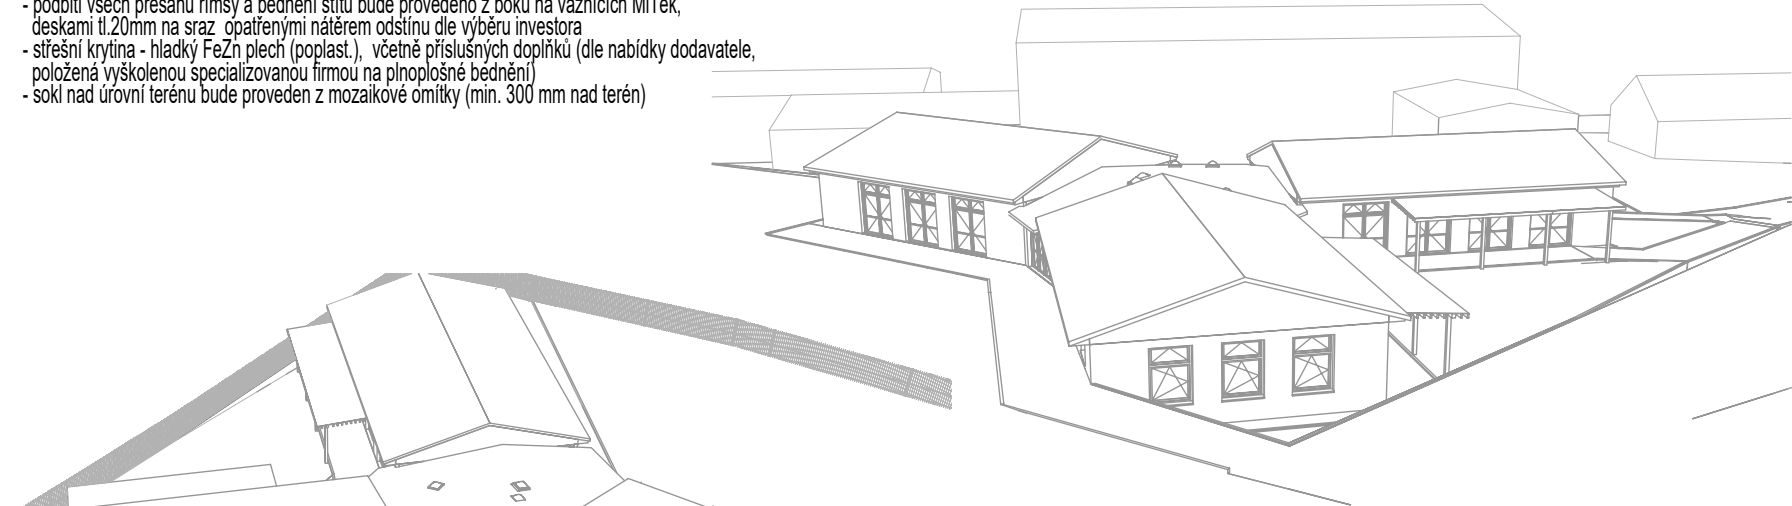 - podbití všech přesahů římsy a bednění štítů bude provedeno z boku na vaznících MiTek,
deskami tl.20mm na sraz opatřenými nátěrem odstínu dle výběru investora
- střešní krytina - hladký FeZn plech (poplast.), včetně příslušných doplňků (dle nabídky dodavatele,
položená vyškolenou specializovanou firmou na plnoplošné bednění)
- sokl nad úrovní terénu bude proveden z mozaikové omítky (min. 300 mm nad terén)